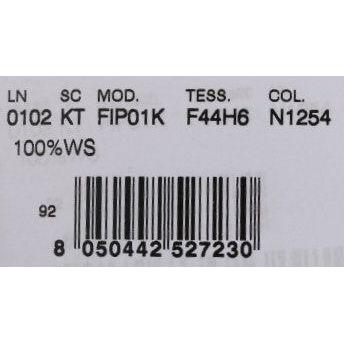 LN SC MOD. TESS. COL.
0102 KT FIP01K F44H6 N1254
100%WS
92
8 050442 527230